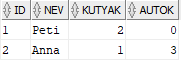 ID NEV KUTYAK AUTOK
1 Peti 2 0
2 Anna 1 3